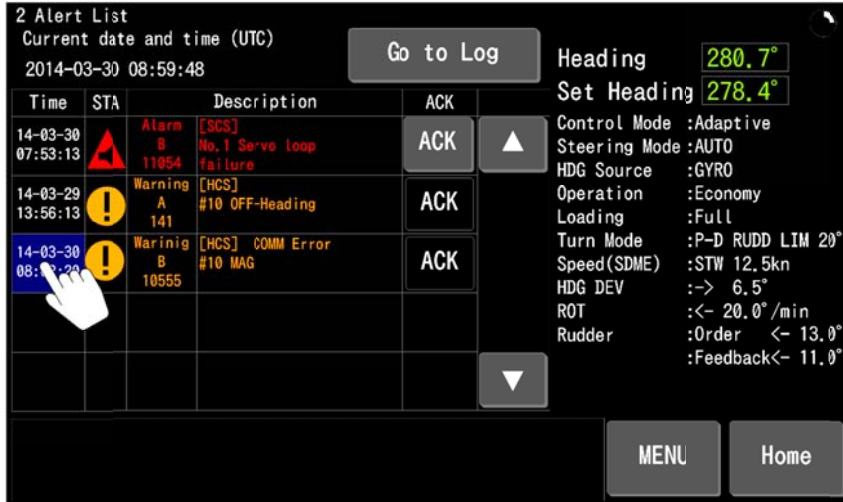 2 Alert List
Current date and time (UTC)
2014-03-30 08:59:48
Go to Log
Time STA Description ACK
14-03-30
07:53:13
Alarm
B
11054
[SCS]
No.1 Servo loop
failure
ACK
14-03-29
13:56:13
Warning
A
141
[HCS]
#10 OFF-Heading
ACK
14-03-30
Warinig
B
10555
[HCS] COMM Error
#10 MAG
ACK
Heading 280.7°
Set Heading 278.4°
Control Mode :Adaptive
Steering Mode :AUTO
HDG Source :GYRO
Operation :Economy
Loading :Full
Turn Mode :P-D RUDD LIM 20°
Speed(SDME) :STW 12.5kn
HDG DEV :-> 6.5°
ROT :<- 20.0°/min
Rudder :Order <- 13.0°
:Feedback<- 11.0°
MENU
Home